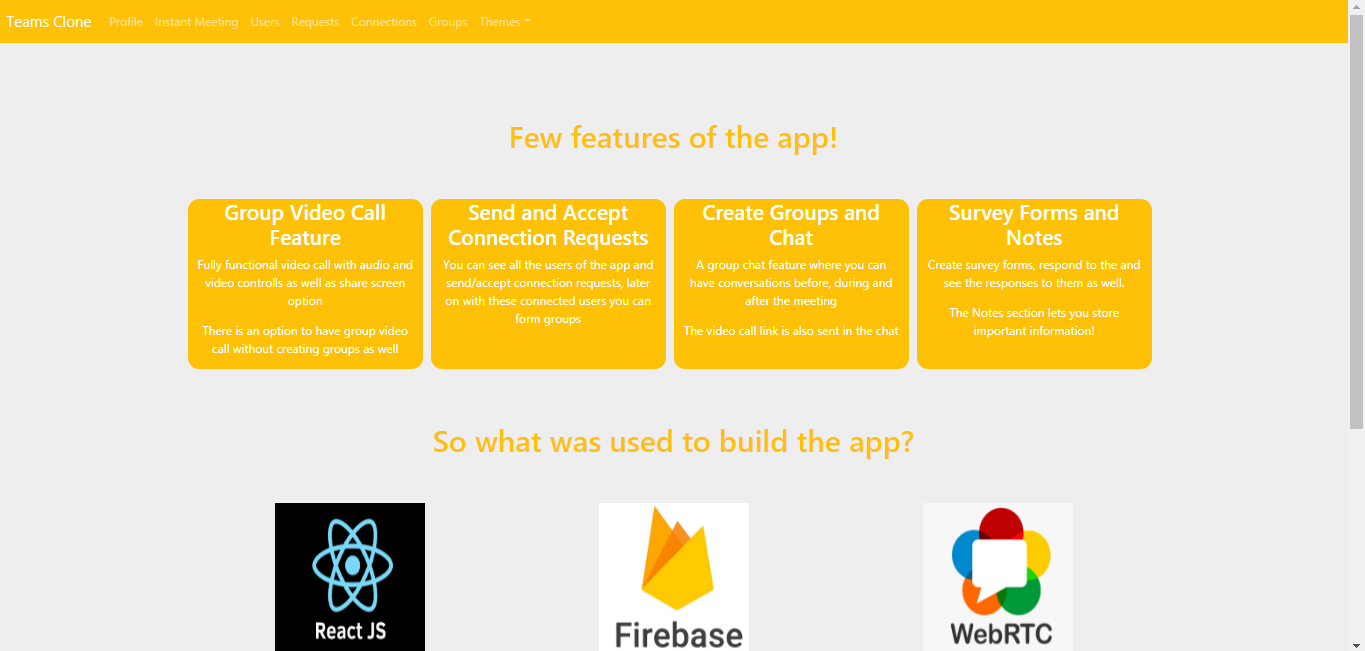 Teams Clone Profile Instant Meeting Users Requests Connections Groups Themes
Few features of the app!
Group Video Call
Feature
Fully functional video call with audio and
video controlls as well as share screen
option
There is an option to have group video
call without creating groups as well
Send and Accept
Connection Requests
You can see all the users of the app and
send/accept connection requests, later
on with these connected users you can
form groups
Create Groups and
Chat
A group chat feature where you can
have conversations before, during and
after the meeting
The video call link is also sent in the chat
Survey Forms and
Notes
Create survey forms, respond to the and
see the responses to them as well.
The Notes section lets you store
important information!
So what was used to build the app?
React JS
Firebase
WebRTC